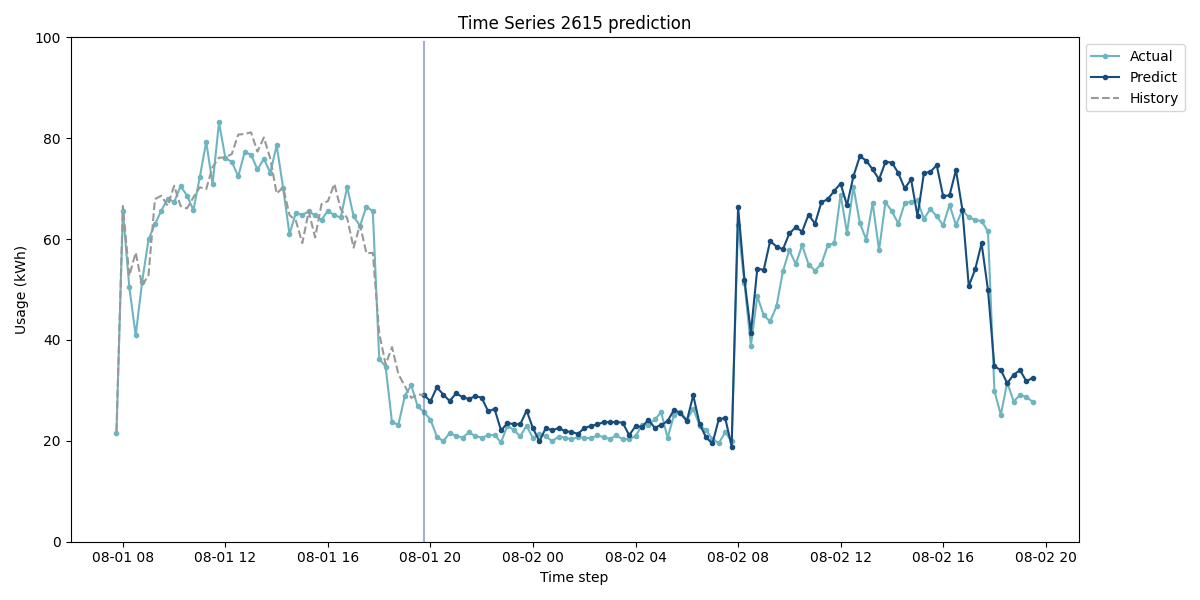 Time Series 2615 prediction
Actual
Predict
History
Usage (kWh)
100
80
60
40
20
0
08-01 08
08-01 12
08-01 16
08-01 20
08-02 00
08-02 04
08-02 08
08-02 12
08-02 16
08-02 20
Time step